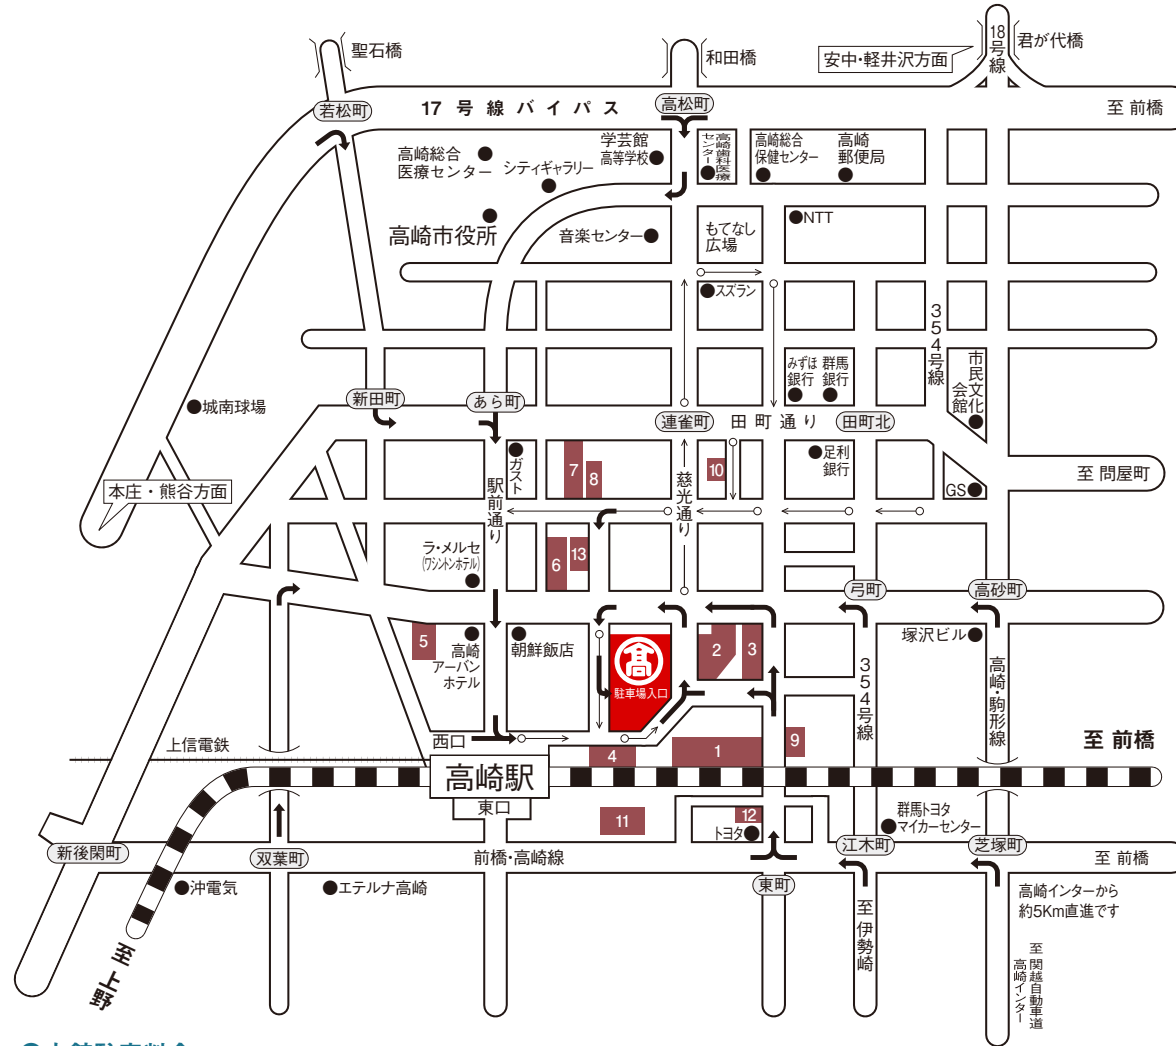 聖石橋
和田橋
安中・軽井沢方面
18号線
君が代橋
若松町
17号線バイパス
高松町
至 前橋
学芸館
高等学校
高崎歯科医療
センター
高崎総合
保健センター
高崎
郵便局
高崎総合
医療センター
シティギャラリー
高崎市役所
音楽センター
もてなし
広場
NTT
スズラン
354号線
みずほ
銀行
群馬
銀行
市民文化
会館
城南球場
新田町
あら町
連雀町
田町通り
田町北
ガスト
7
8
慈光通り
10
足利
銀行
至 問屋町
GS
本庄・熊谷方面
駅前通り
ラ・メルセ
(ワシントンホテル)
6
13
弓町
高砂町
5
高崎
アーバン
ホテル
朝鮮飯店
髙
駐車場入口
2
3
塚沢ビル
354号線
高崎・駒形線
上信電鉄
西口
4
1
9
至 前橋
高崎駅
東口
11
12
トヨタ
群馬トヨタ
マイカーセンター
新後閑町
双葉町
前橋・高崎線
江木町
芝塚町
至 前橋
沖電気
エテルナ高崎
東町
至 伊勢崎
高崎インターから
約5Km直進です
至 上野
至 関越自動車道
高崎インター